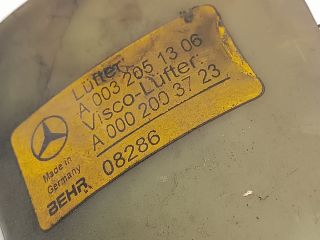 Lüfter:
A 003 205 13 06
Visco-Lüfter:
A 000 200 37 23
08286
Made in
Germany
BEHR